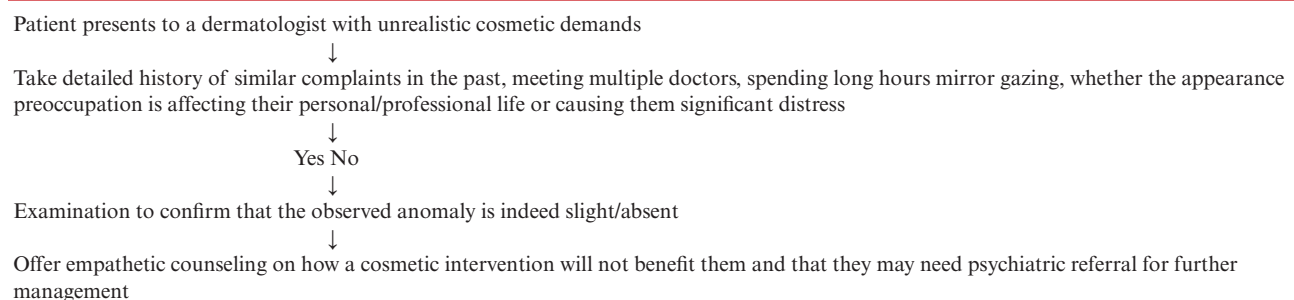 Patient presents to a dermatologist with unrealistic cosmetic demands
↓
Take detailed history of similar complaints in the past, meeting multiple doctors, spending long hours mirror gazing, whether the appearance
preoccupation is affecting their personal/professional life or causing them significant distress
↓
Yes No
↓
Examination to confirm that the observed anomaly is indeed slight/absent
↓
Offer empathetic counseling on how a cosmetic intervention will not benefit them and that they may need psychiatric referral for further
management